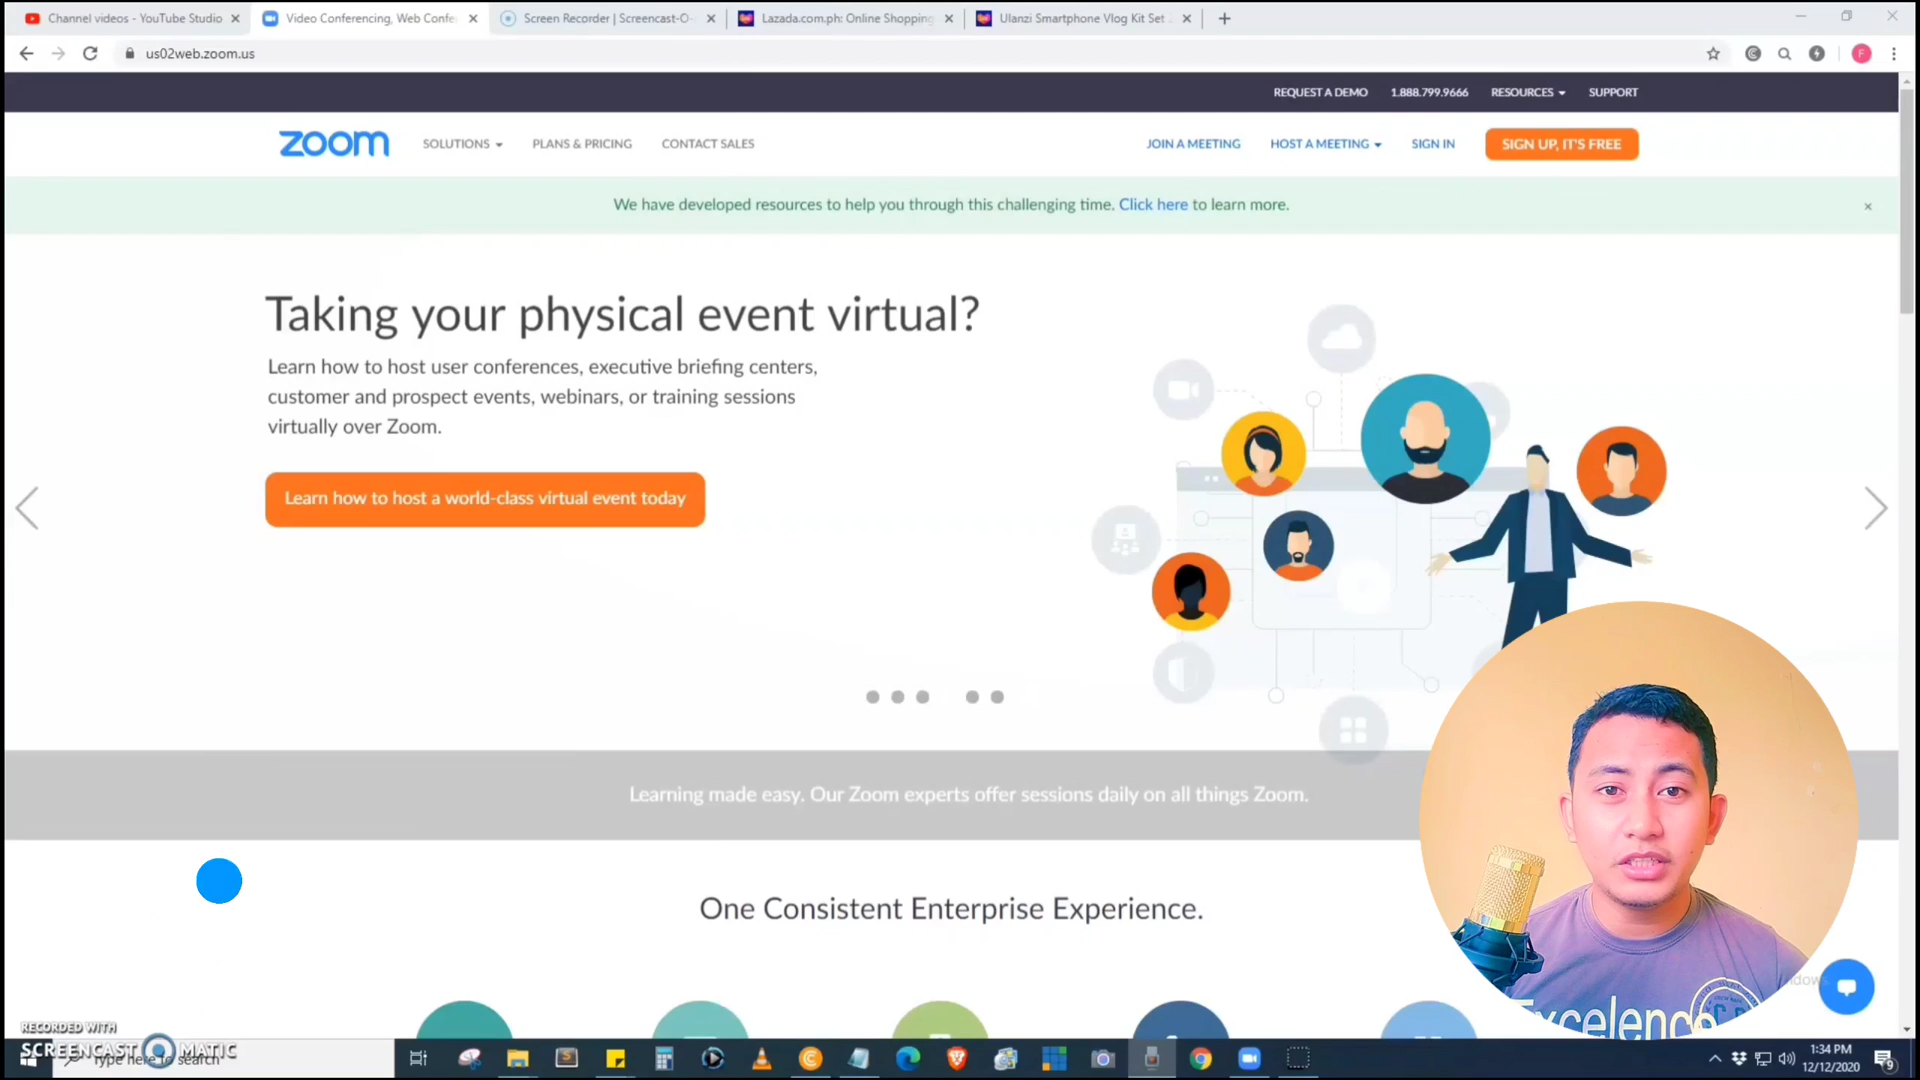 Channel videos - YouTube Studio
Video Conferencing, Web Confe
Screen Recorder | Screencast-O-
Lazada.com.ph: Online Shopping
Ulanzi Smartphone Vlog Kit Set
us02web.zoom.us
F
REQUEST A DEMO 1.888.799.9666 RESOURCES SUPPORT
zoom SOLUTIONS PLANS & PRICING CONTACT SALES JOIN A MEETING HOST A MEETING SIGN IN SIGN UP, IT'S FREE
We have developed resources to help you through this challenging time. Click here to learn more.
Taking your physical event virtual?
Learn how to host user conferences, executive briefing centers,
customer and prospect events, webinars, or training sessions
virtually over Zoom.
Learn how to host a world-class virtual event today
Learning made easy. Our Zoom experts offer sessions daily on all things Zoom.
One Consistent Enterprise Experience.
Excelenc
RECORDED WITH
SCREENCAST MATIC
Type here to search
1:34 PM
12/12/2020
9